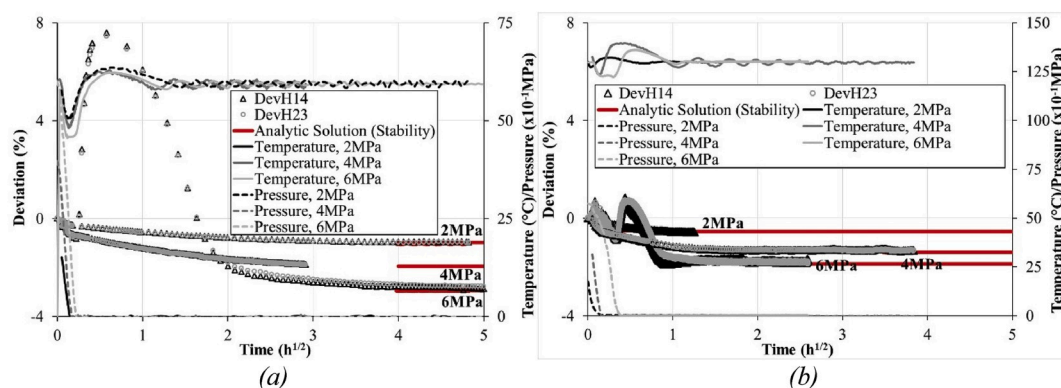 (a)
8
4
0
-4
Deviation (%)
75
50
25
0
Temperature (°C)/Pressure (x10-1MPa)
DevH14
DevH23
Analytic Solution (Stability)
Temperature, 2MPa
Temperature, 4MPa
Temperature, 6MPa
Pressure, 2MPa
Pressure, 4MPa
Pressure, 6MPa
2MPa
4MPa
6MPa
0 1 2 3 4 5
Time (h1/2)
(a)
(b)
8
4
0
-4
Deviation (%)
150
125
100
75
50
25
0
Temperature (°C)/Pressure (x10-1MPa)
DevH14 DevH23
Analytic Solution (Stability) Temperature, 2MPa
Temperature, 4MPa Temperature, 6MPa
Pressure, 2MPa Pressure, 4MPa
Pressure, 6MPa
2MPa
6MPa 4MPa
0 1 2 3 4 5
Time (h1/2)
(b)